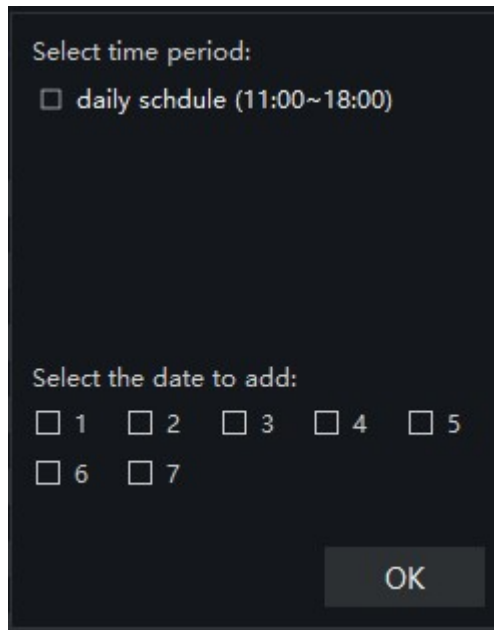 Select time period:
daily schdule (11:00~18:00)
Select the date to add:
1 2 3 4 5
6 7
OK